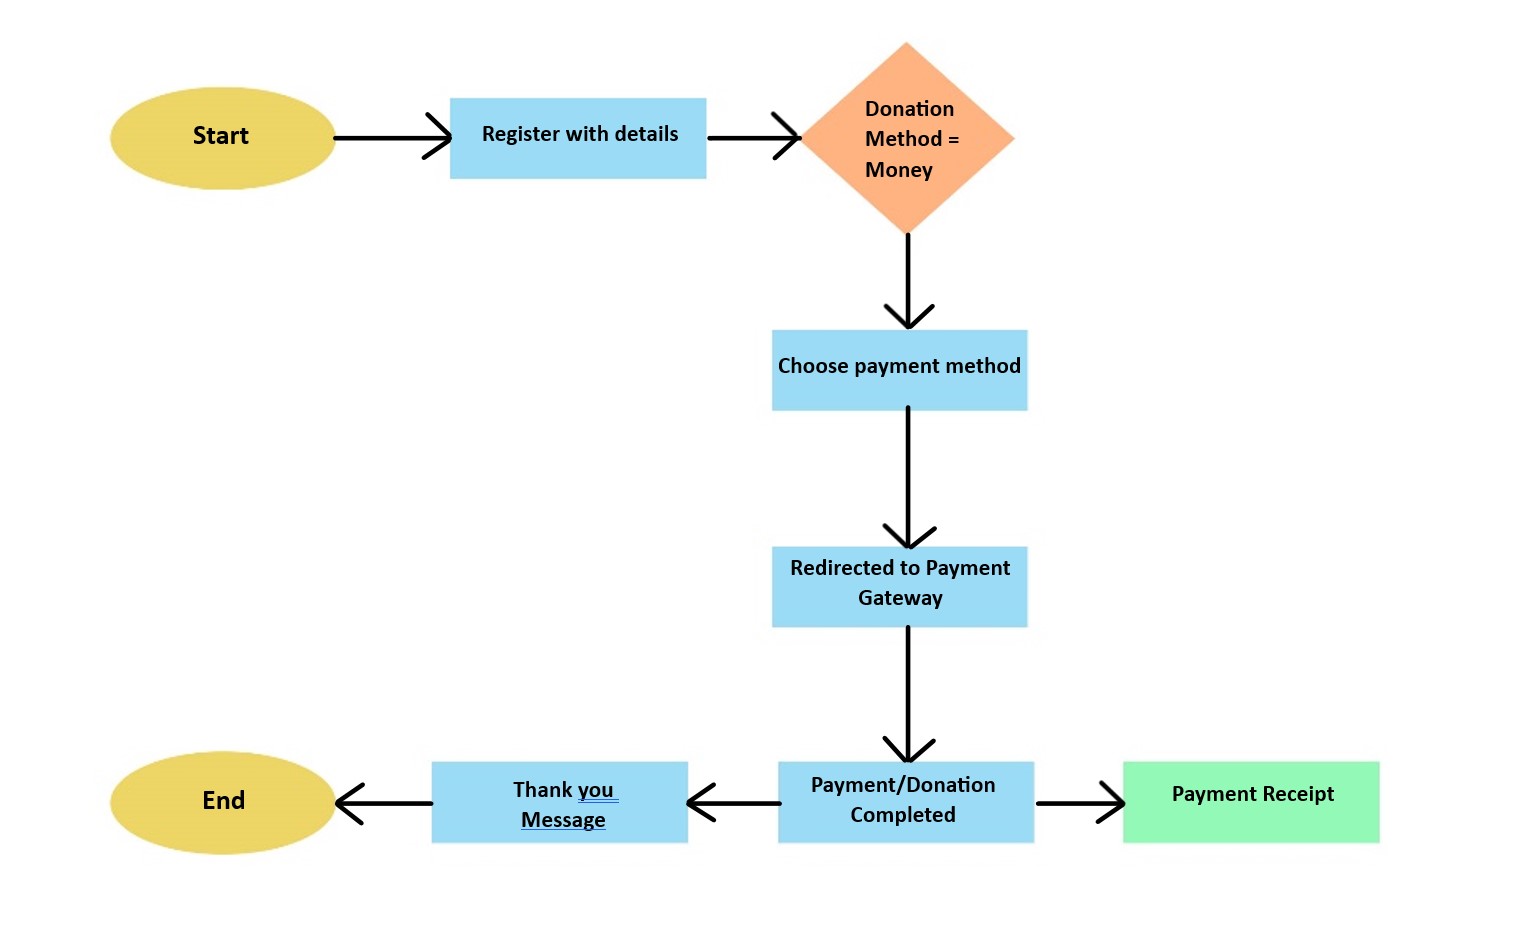 Start
Register with details
Donation
Method =
Money
Choose payment method
Redirected to Payment
Gateway
Payment/Donation
Completed
Payment Receipt
Thank you
Message
End